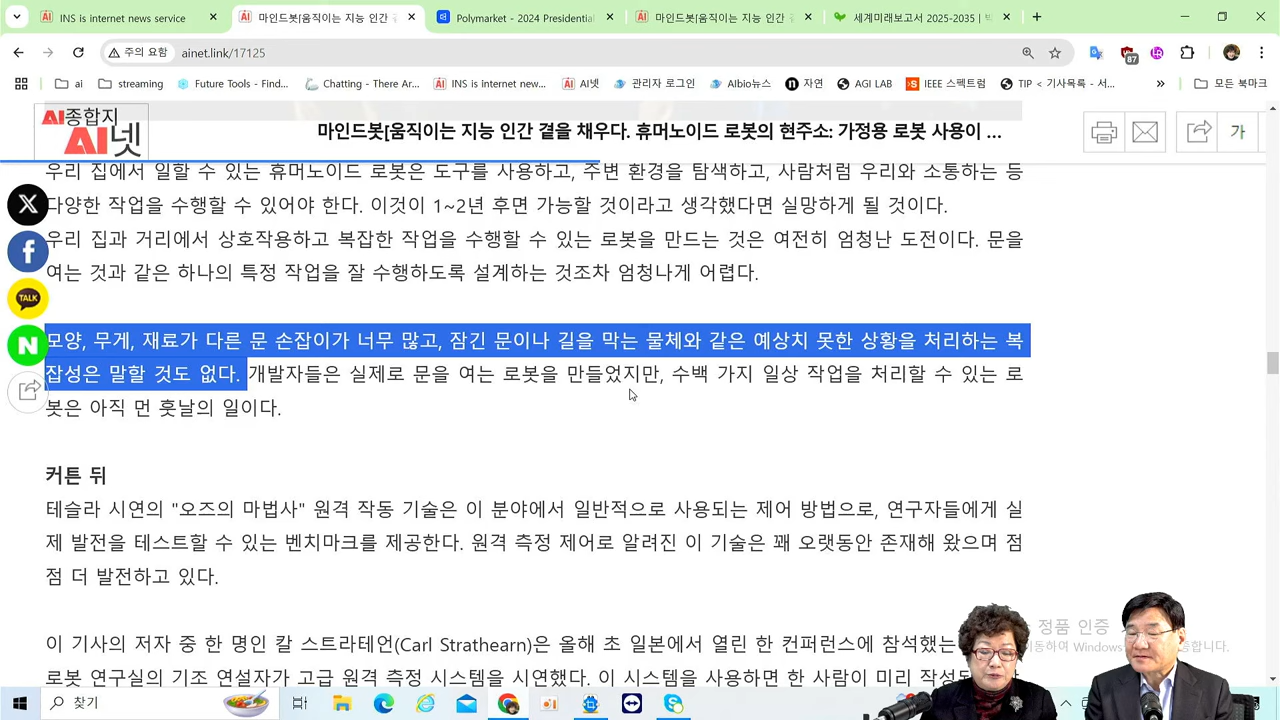 INS is internet news service
마인드봇[움직이는 지능 인간 곁
Polymarket - 2024 Presidential
마인드봇[움직이는 지능 인간 곁
세계미래보고서 2025-2035 | 박
주의 요함
ainet.link/17125
87
ai
streaming
Future Tools - Find...
Chatting - There Ar...
INS is internet new...
AI넷
관리자 로그인
AIbio뉴스
자연
AGI LAB
IEEE 스펙트럼
TIP < 기사목록 - 서...
»
모든 북마크
AI종합지
AI넷
마인드봇[움직이는 지능 인간 결을 채우다. 휴머노이드 로봇의 현주소: 가정용 로봇 사용이 ...
가
우리 집에서 일할 수 있는 휴머노이드 로봇은 도구를 사용하고, 주변 환경을 탐색하고, 사람처럼 우리와 소통하는 등
다양한 작업을 수행할 수 있어야 한다. 이것이 1~2년 후면 가능할 것이라고 생각했다면 실망하게 될 것이다.
우리 집과 거리에서 상호작용하고 복잡한 작업을 수행할 수 있는 로봇을 만드는 것은 여전히 엄청난 도전이다. 문을
여는 것과 같은 하나의 특정 작업을 잘 수행하도록 설계하는 것조차 엄청나게 어렵다.
TALK
N
모양, 무게, 재료가 다른 문 손잡이가 너무 많고, 잠긴 문이나 길을 막는 물체와 같은 예상치 못한 상황을 처리하는 복
잡성은 말할 것도 없다. 개발자들은 실제로 문을 여는 로봇을 만들었지만, 수백 가지 일상 작업을 처리할 수 있는 로
봇은 아직 먼 훗날의 일이다.
커튼 뒤
테슬라 시연의 "오즈의 마법사" 원격 작동 기술은 이 분야에서 일반적으로 사용되는 제어 방법으로, 연구자들에게 실
제 발전을 테스트할 수 있는 벤치마크를 제공한다. 원격 측정 제어로 알려진 이 기술은 꽤 오랫동안 존재해 왔으며 점
점 더 발전하고 있다.
이 기사의 저자 중 한 명인 칼 스트라테언(Carl Strathearn)은 올해 초 일본에서 열린 한 컨퍼런스에 참석했는
로봇 연구실의 기조 연설자가 고급 원격 측정 시스템을 시연했다. 이 시스템을 사용하면 한 사람이 미리 작성된
정품 인증
이동하여 Windows
찾기